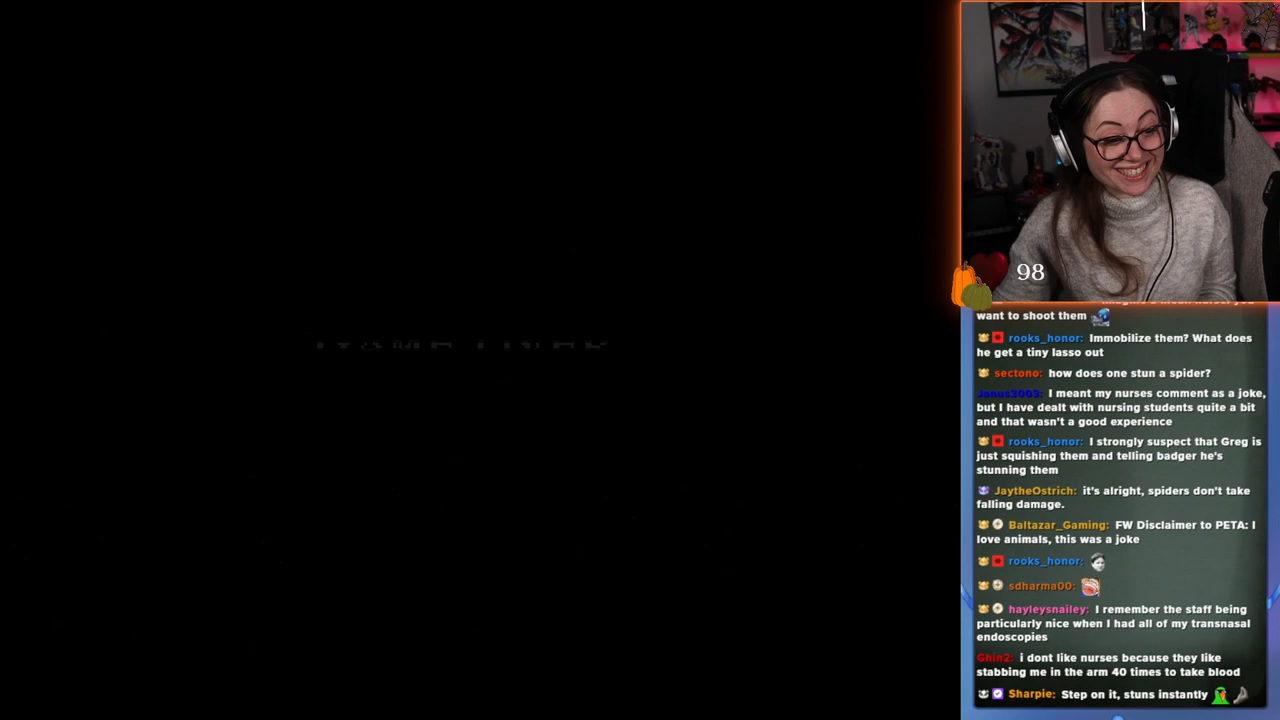 98
want to shoot them
rooks_honor: Immobilize them? What does
he get a tiny lasso out
sectono: how does one stun a spider?
Janus3003: I meant my nurses comment as a joke,
but I have dealt with nursing students quite a bit
and that wasn't a good experience
rooks_honor: I strongly suspect that Greg is
just squishing them and telling badger he's
stunning them
JaytheOstrich: it's alright, spiders don't take
falling damage.
Baltazar_Gaming: FW Disclaimer to PETA: I
love animals, this was a joke
rooks_honor:
sdharma00:
hayleysnailey: I remember the staff being
particularly nice when I had all of my transnasal
endoscopies
Ghin2: i dont like nurses because they like
stabbing me in the arm 40 times to take blood
Sharpie: Step on it, stuns instantly